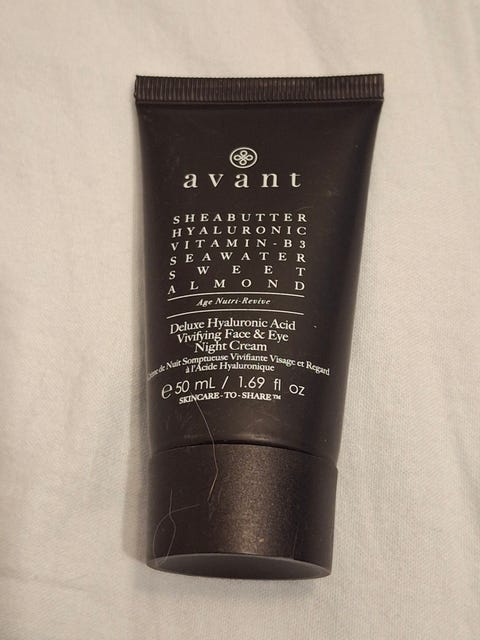 avant
SHEABUTTER
HYALURONIC
VITAMIN-B3
SEAWATER
SWEET
ALMOND
Age Nutri-Revive
Deluxe Hyaluronic Acid
Vivifying Face & Eye
Night Cream
Crème de Nuit Somptueuse Vivifiante Visage et Regard
à l'Acide Hyaluronique
℮ 50 mL / 1.69 fl oz
SKINCARE-TO-SHARE™